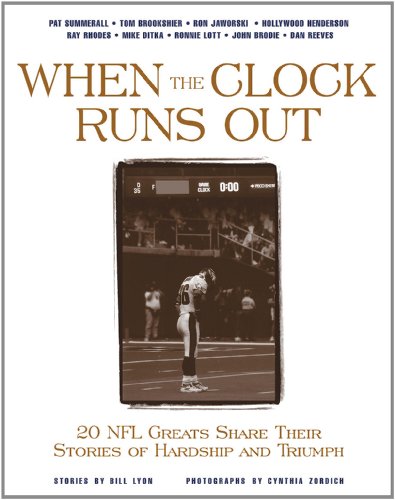 PAT SUMMERALL • TOM BROOKSHIER • RON JAWORSKI • HOLLYWOOD HENDERSON
RAY RHODES • MIKE DITKA • RONNIE LOTT • JOHN BRODIE • DAN REEVES
WHEN THE CLOCK
RUNS OUT
20 NFL GREATS SHARE THEIR
STORIES OF HARDSHIP AND TRIUMPH
STORIES BY BILL LYON PHOTOGRAPHS BY CYNTHIA ZORDICH
GAME
CLOCK
0:00